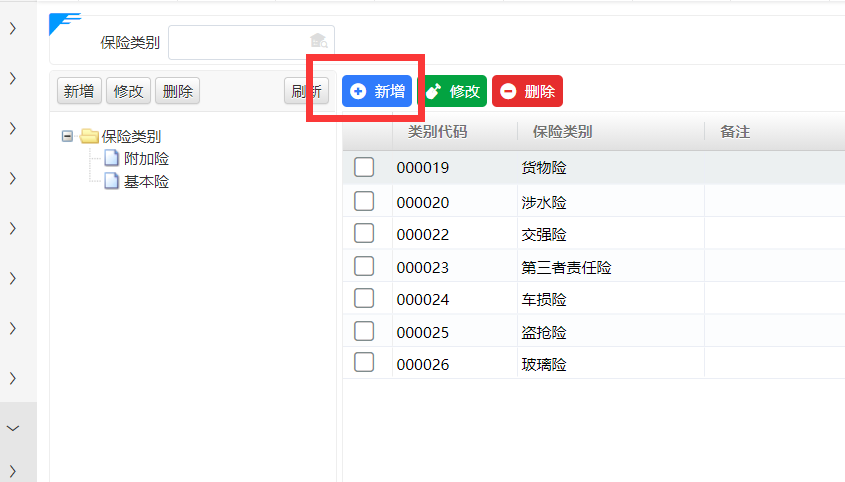 保险类别
新增 修改 删除 刷新 新增 修改 删除
类别代码 保险类别 备注
保险类别
附加险
基本险
000019 货物险
000020 涉水险
000022 交强险
000023 第三者责任险
000024 车损险
000025 盗抢险
000026 玻璃险